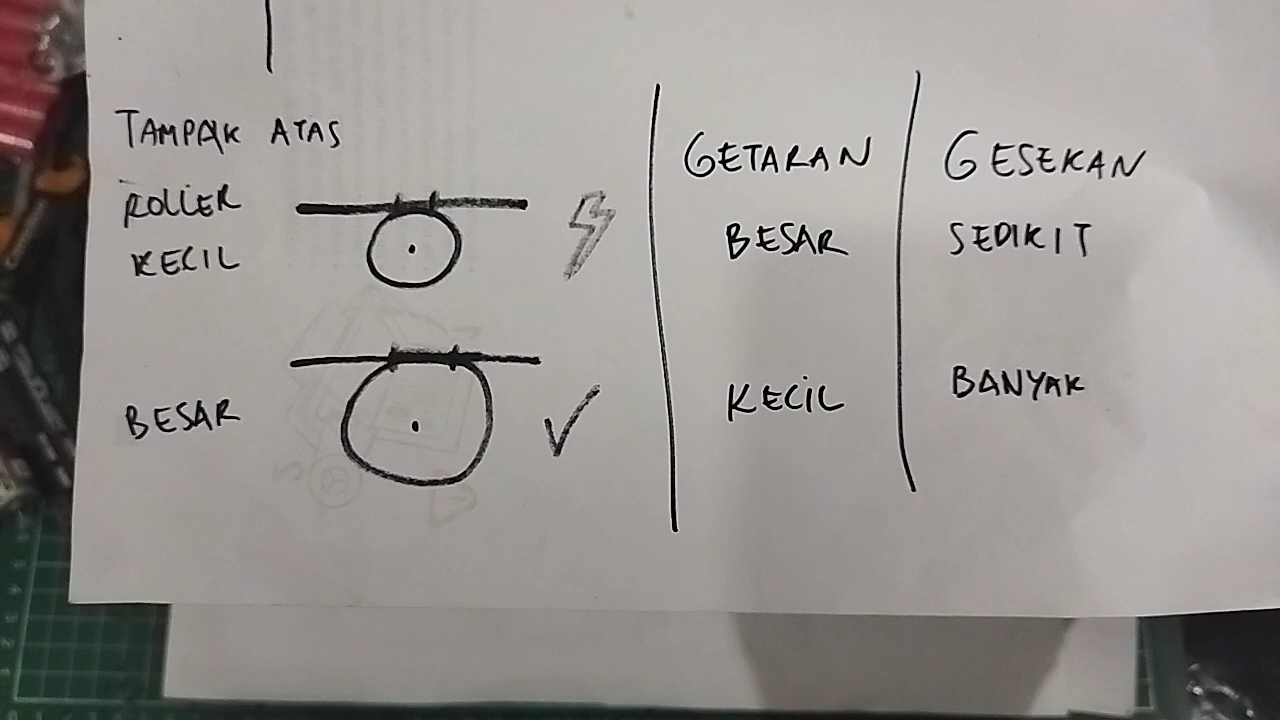 TAMPAK ATAS
GETARAN
GESEKAN
ROLLER
KECIL
BESAR
SEDIKIT
BESAR
KECIL
BANYAK